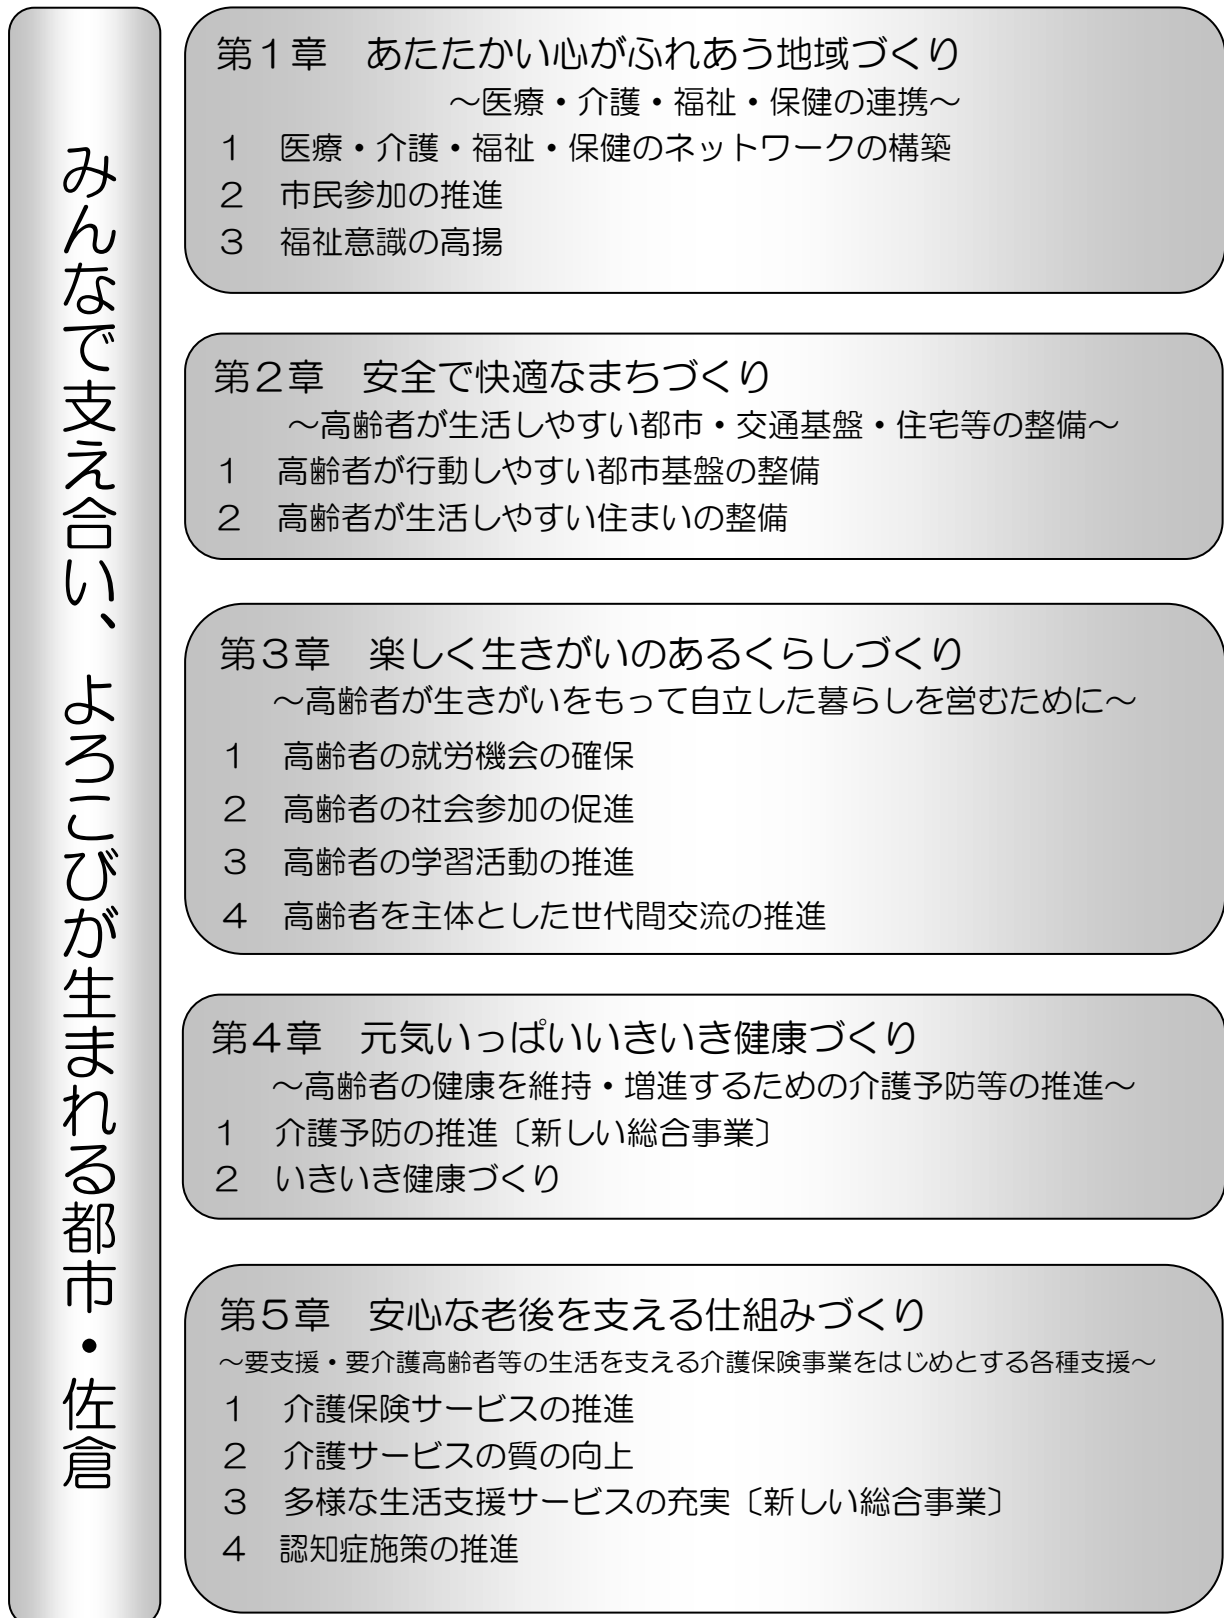 みんなで支え合い、よろこびが生まれる都市・佐倉
第１章　あたたかい心がふれあう地域づくり
～医療・介護・福祉・保健の連携～
１　医療・介護・福祉・保健のネットワークの構築
２　市民参加の推進
３　福祉意識の高揚
第２章　安全で快適なまちづくり
～高齢者が生活しやすい都市・交通基盤・住宅等の整備～
１　高齢者が行動しやすい都市基盤の整備
２　高齢者が生活しやすい住まいの整備
第３章　楽しく生きがいのあるくらしづくり
～高齢者が生きがいをもって自立した暮らしを営むために～
１　高齢者の就労機会の確保
２　高齢者の社会参加の促進
３　高齢者の学習活動の推進
４　高齢者を主体とした世代間交流の推進
第４章　元気いっぱいいきいき健康づくり
～高齢者の健康を維持・増進するための介護予防等の推進～
１　介護予防の推進〔新しい総合事業〕
２　いきいき健康づくり
第５章　安心な老後を支える仕組みづくり
～要支援・要介護高齢者等の生活を支える介護保険事業をはじめとする各種支援～
１　介護保険サービスの推進
２　介護サービスの質の向上
３　多様な生活支援サービスの充実〔新しい総合事業〕
４　認知症施策の推進